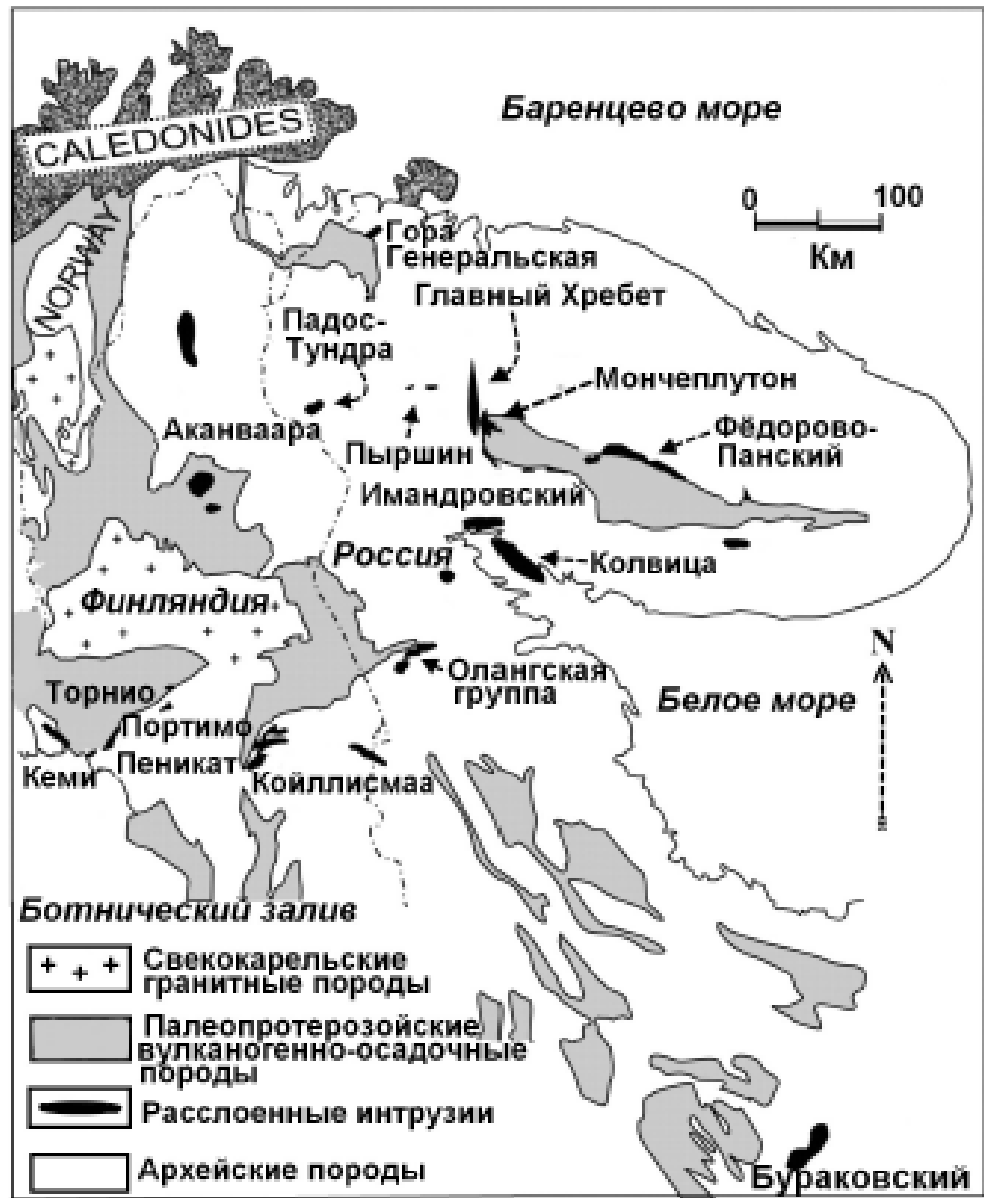 Баренцево море
CALEDONIDES
0 100
Км
NORWAY
Гора
Генеральская
Главный Хребет
Падос-
Тундра
Мончеплутон
Аканваара
Фёдорово-
Панский
Пыршин
Имандровский
Россия
Колвица
Финляндия
N
Олангская
группа
Белое море
Торнио
Портимо
Пеникат
Кеми
Койллисмаа
Ботнический залив
Свекокарельские
гранитные породы
Палеопротерозойские
вулканогенно-осадочные
породы
Расслоенные интрузии
Архейские породы
Бураковский